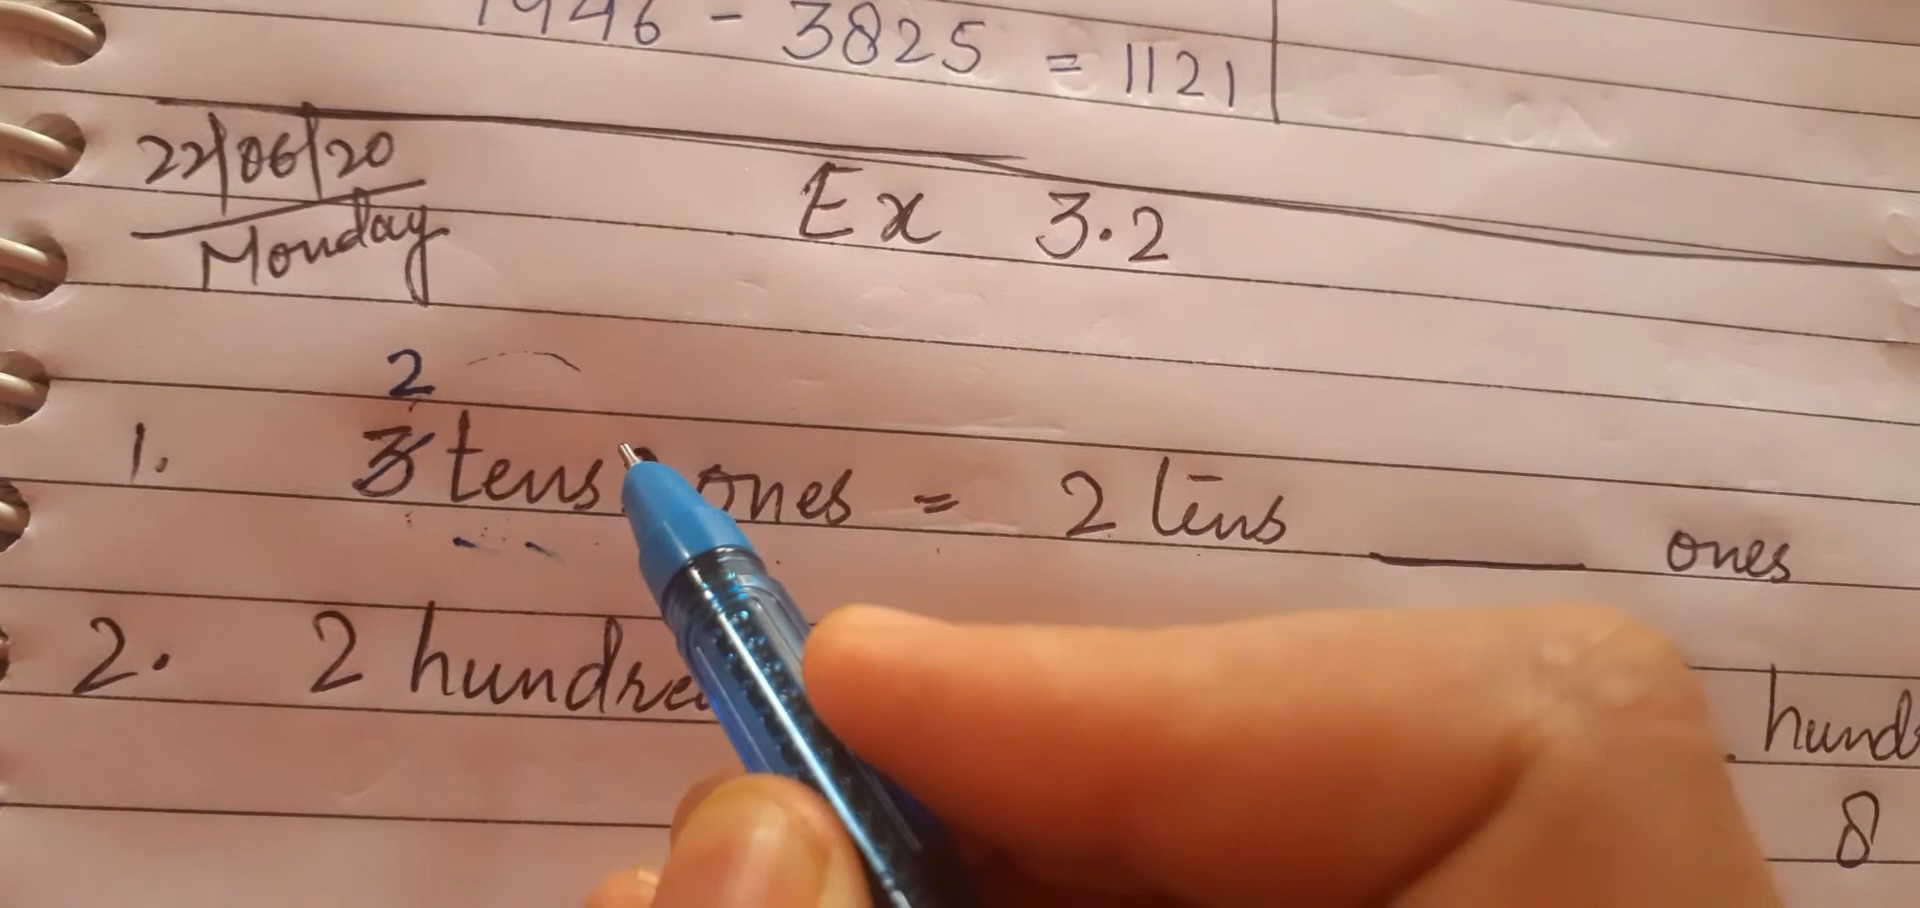 - 3825 = 1121
22/06/20
Monday
Ex 3.2
2
1. 3 tens ones = 2 tens ____ ones
2. 2 hundre hund
8